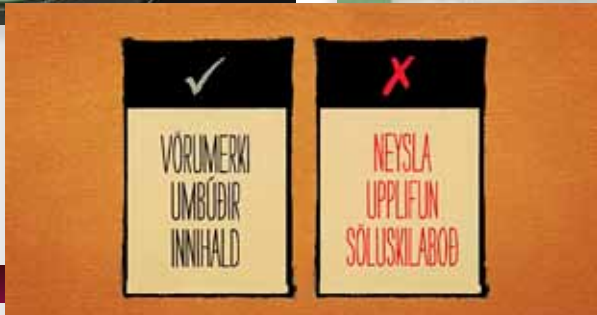 VÖRUMERKI
UMBÚÐIR
INNIHALD
NEYSLA
UPPLIFUN
SÖLUSKILABOÐ